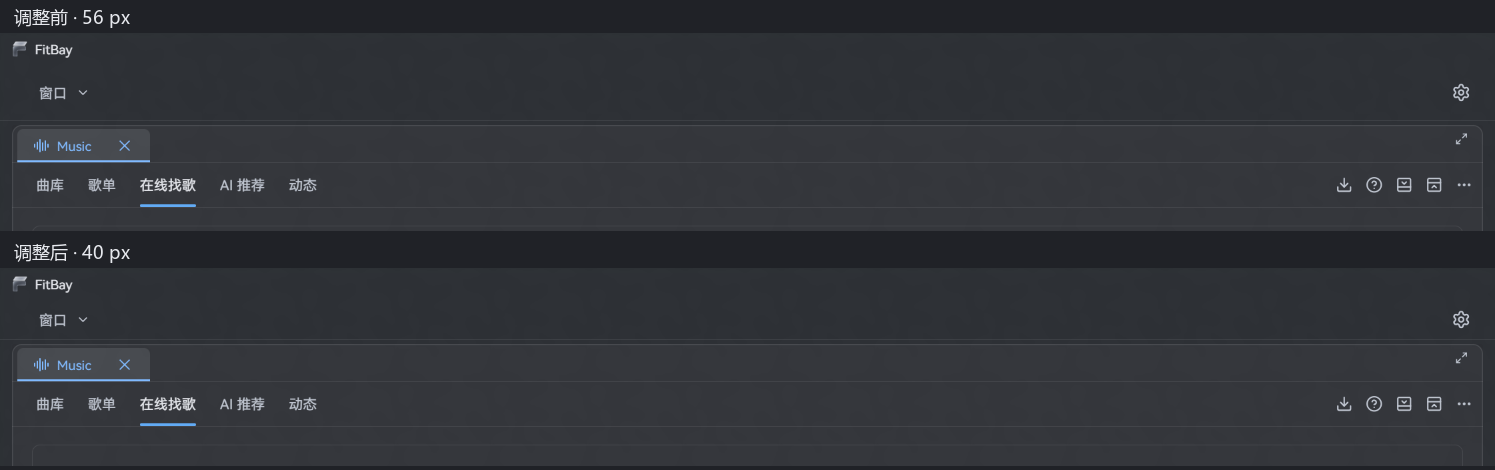 调整前 · 56 px
FitBay
窗口
Music
曲库 歌单 在线找歌 AI 推荐 动态
调整后 · 40 px
FitBay
窗口
Music
曲库 歌单 在线找歌 AI 推荐 动态